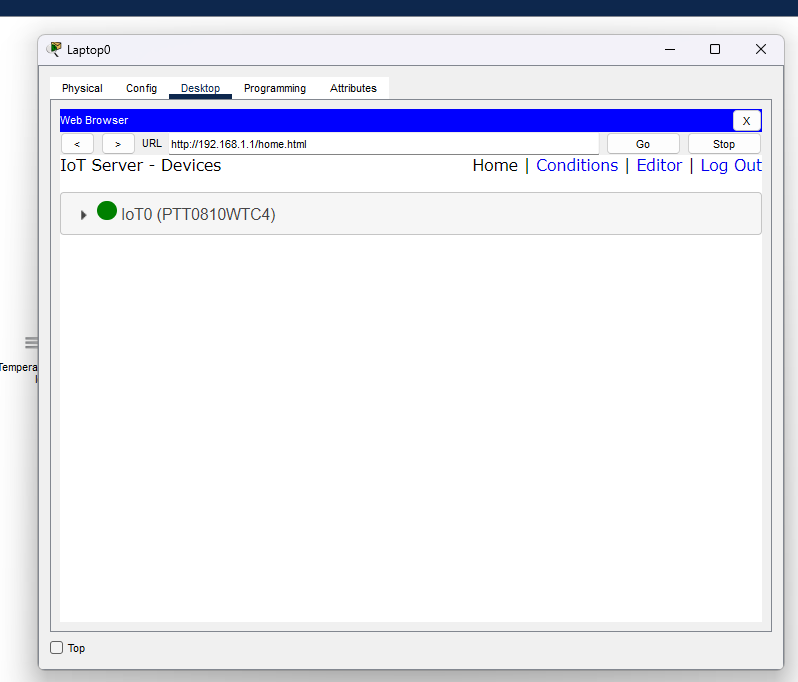 Laptop0
Physical Config Desktop Programming Attributes
Web Browser X
< > URL http://192.168.1.1/home.html Go Stop
IoT Server - Devices Home | Conditions | Editor | Log Out
IoT0 (PTT0810WTC4)
Tempera
I
Top